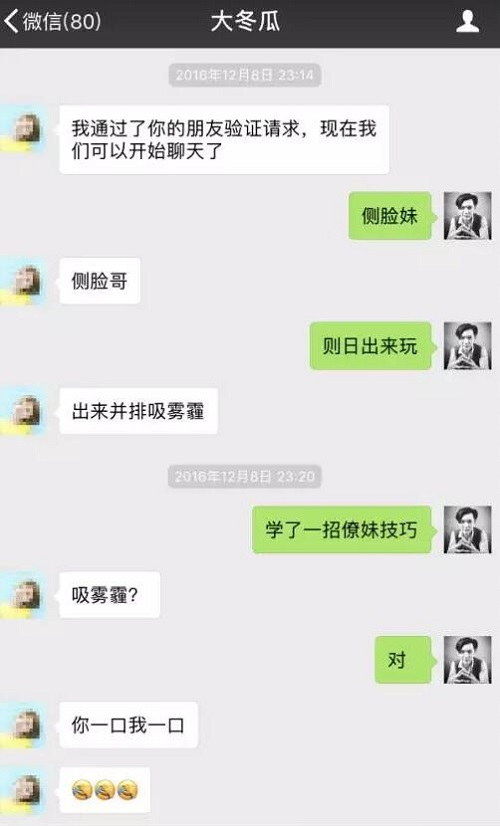 微信(80)
大冬瓜
2016年12月8日 23:14
我通过了你的朋友验证请求，现在我
们可以开始聊天了
侧脸妹
侧脸哥
则日出来玩
出来并排吸雾霾
2016年12月8日 23:20
学了一招僚妹技巧
吸雾霾？
对
你一口我一口